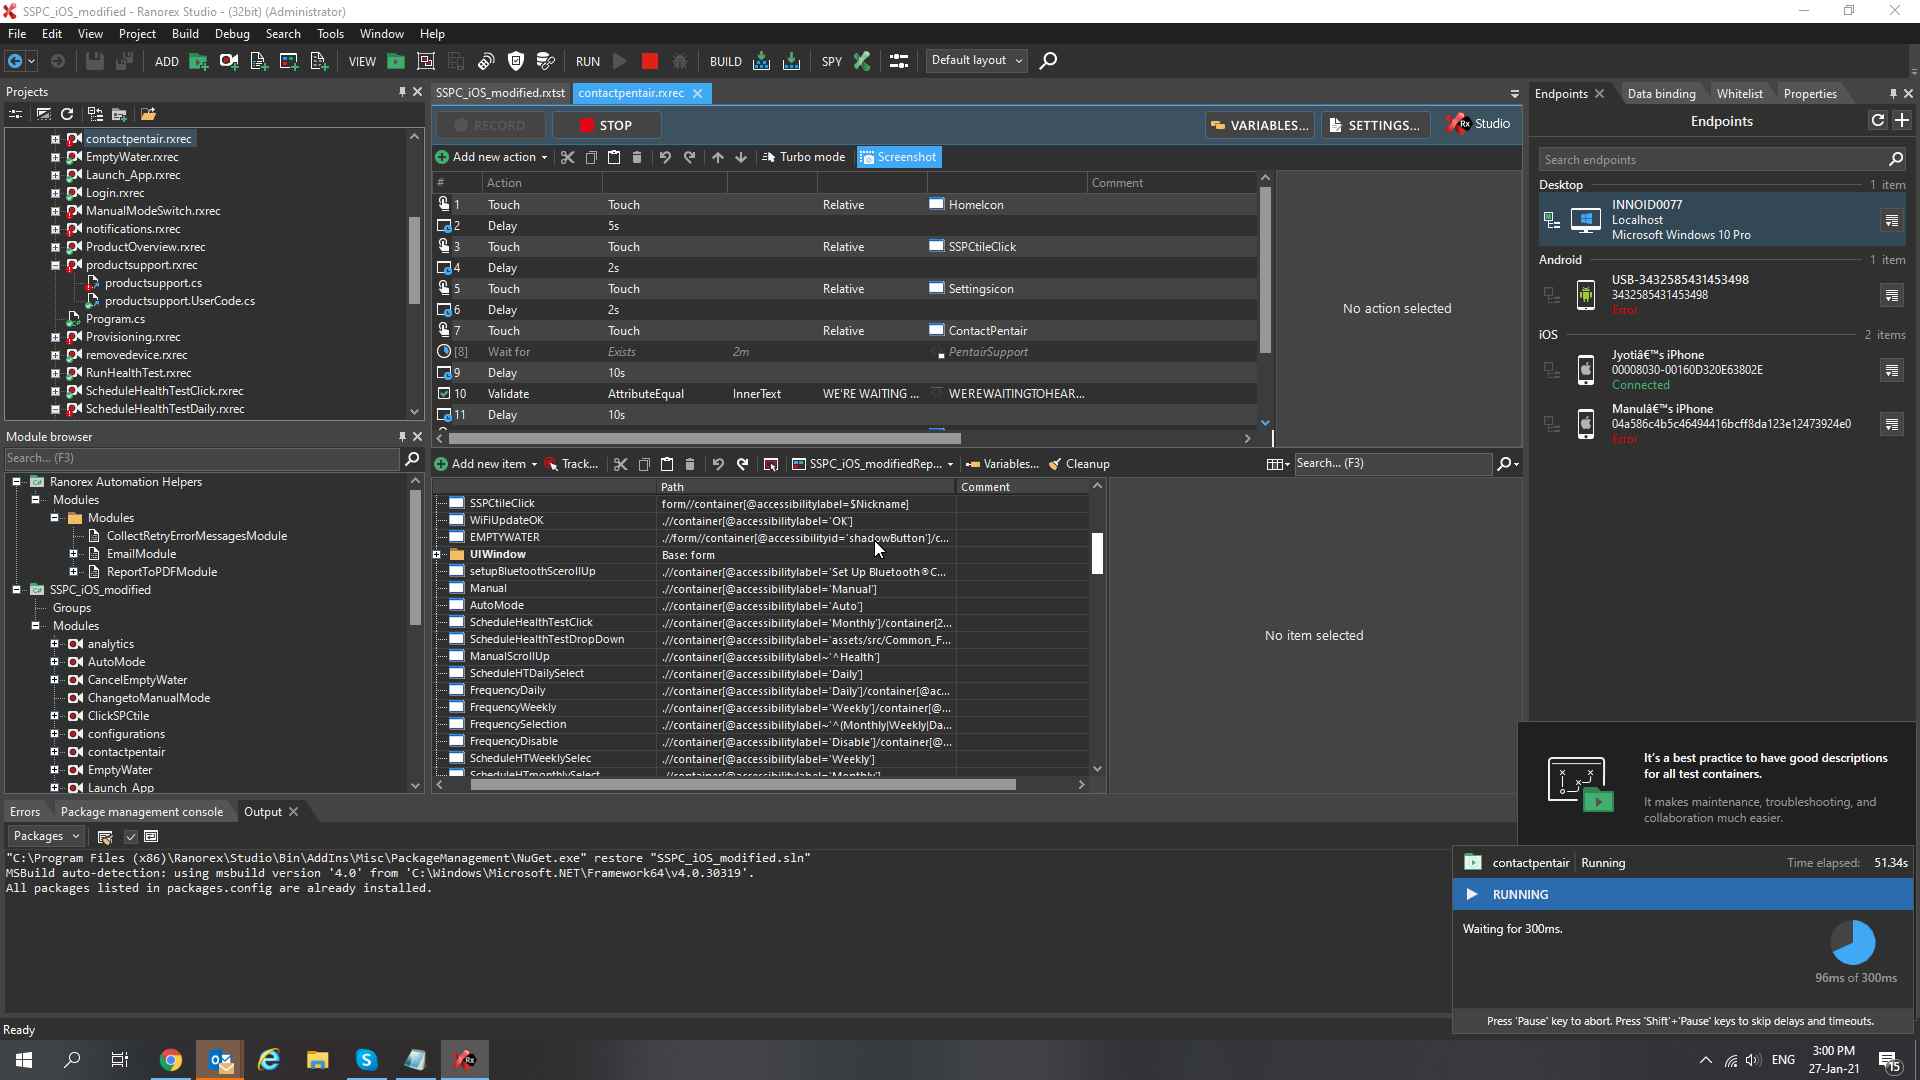 SSPC_iOS_modified - Ranorex Studio - (32bit) (Administrator)
File Edit View Project Build Debug Search Tools Window Help
ADD VIEW RUN BUILD SPY Default layout
Projects
contactpentair.rxrec
EmptyWater.rxrec
Launch_App.rxrec
Login.rxrec
ManualModeSwitch.rxrec
notifications.rxrec
ProductOverview.rxrec
productsupport.rxrec
productsupport.cs
productsupport.UserCode.cs
Program.cs
Provisioning.rxrec
removedevice.rxrec
RunHealthTest.rxrec
ScheduleHealthTestClick.rxrec
ScheduleHealthTestDaily.rxrec
Module browser
Search... (F3)
Ranorex Automation Helpers
Modules
Modules
CollectRetryErrorMessagesModule
EmailModule
ReportToPDFModule
SSPC_iOS_modified
Groups
Modules
analytics
AutoMode
CancelEmptyWater
ChangetoManualMode
ClickSPCtile
configurations
contactpentair
EmptyWater
Launch_App
SSPC_iOS_modified.rxtst contactpentair.rxrec
RECORD STOP VARIABLES... SETTINGS... Rx Studio
Add new action Turbo mode Screenshot
# Action Comment
1 Touch Touch Relative HomeIcon
2 Delay 5s
3 Touch Touch Relative SSPCtileClick
4 Delay 2s
5 Touch Touch Relative Settingsicon
6 Delay 2s
7 Touch Touch Relative ContactPentair
[8] Wait for Exists 2m PentairSupport
9 Delay 10s
10 Validate AttributeEqual InnerText WE'RE WAITING ... WEREWAITINGTOHEAR...
11 Delay 10s
No action selected
Add new item Track... SSPC_iOS_modifiedRep... Variables... Cleanup Search... (F3)
Path Comment
SSPCtileClick form//container[@accessibilitylabel=$Nickname]
WiFiUpdateOK .//container[@accessibilitylabel='OK']
EMPTYWATER .//form//container[@accessibilityid='shadowButton']/c...
UIWindow Base: form
setupBluetoothScerollUp .//container[@accessibilitylabel='Set Up Bluetooth®C...
Manual .//container[@accessibilitylabel='Manual']
AutoMode .//container[@accessibilitylabel='Auto']
ScheduleHealthTestClick .//container[@accessibilitylabel='Monthly']/container[2...
ScheduleHealthTestDropDown .//container[@accessibilitylabel='assets/src/Common_F...
ManualScrollUp .//container[@accessibilitylabel~'^Health']
ScheduleHTDailySelect .//container[@accessibilitylabel='Daily']
FrequencyDaily .//container[@accessibilitylabel='Daily']/container[@ac...
FrequencyWeekly .//container[@accessibilitylabel='Weekly']/container[@...
FrequencySelection .//container[@accessibilitylabel~'^(Monthly|Weekly|Da...
FrequencyDisable .//container[@accessibilitylabel='Disable']/container[@...
ScheduleHTWeeklySelec .//container[@accessibilitylabel='Weekly']
ScheduleHTmonthlySelect .//container[@accessibilitylabel='Monthly']
No item selected
Endpoints Data binding Whitelist Properties
Endpoints
Search endpoints
Desktop 1 item
INNOID0077
Localhost
Microsoft Windows 10 Pro
Android 1 item
USB-3432585431453498
3432585431453498
Error
iOS 2 items
Jyotiâ€™s iPhone
00008030-00160D320E63802E
Connected
Manulâ€™s iPhone
04a586c4b5c46494416bcff8da123e12473924e0
Error
It's a best practice to have good descriptions
for all test containers.
It makes maintenance, troubleshooting, and
collaboration much easier.
Errors Package management console Output
Packages
"C:\Program Files (x86)\Ranorex\Studio\Bin\AddIns\Misc\PackageManagement\NuGet.exe" restore "SSPC_iOS_modified.sln"
MSBuild auto-detection: using msbuild version '4.0' from 'C:\Windows\Microsoft.NET\Framework64\v4.0.30319'.
All packages listed in packages.config are already installed.
contactpentair Running Time elapsed: 51.34s
RUNNING
Waiting for 300ms.
96ms of 300ms
Press 'Pause' key to abort. Press 'Shift'+'Pause' keys to skip delays and timeouts.
Ready
ENG
3:00 PM
27-Jan-21
15